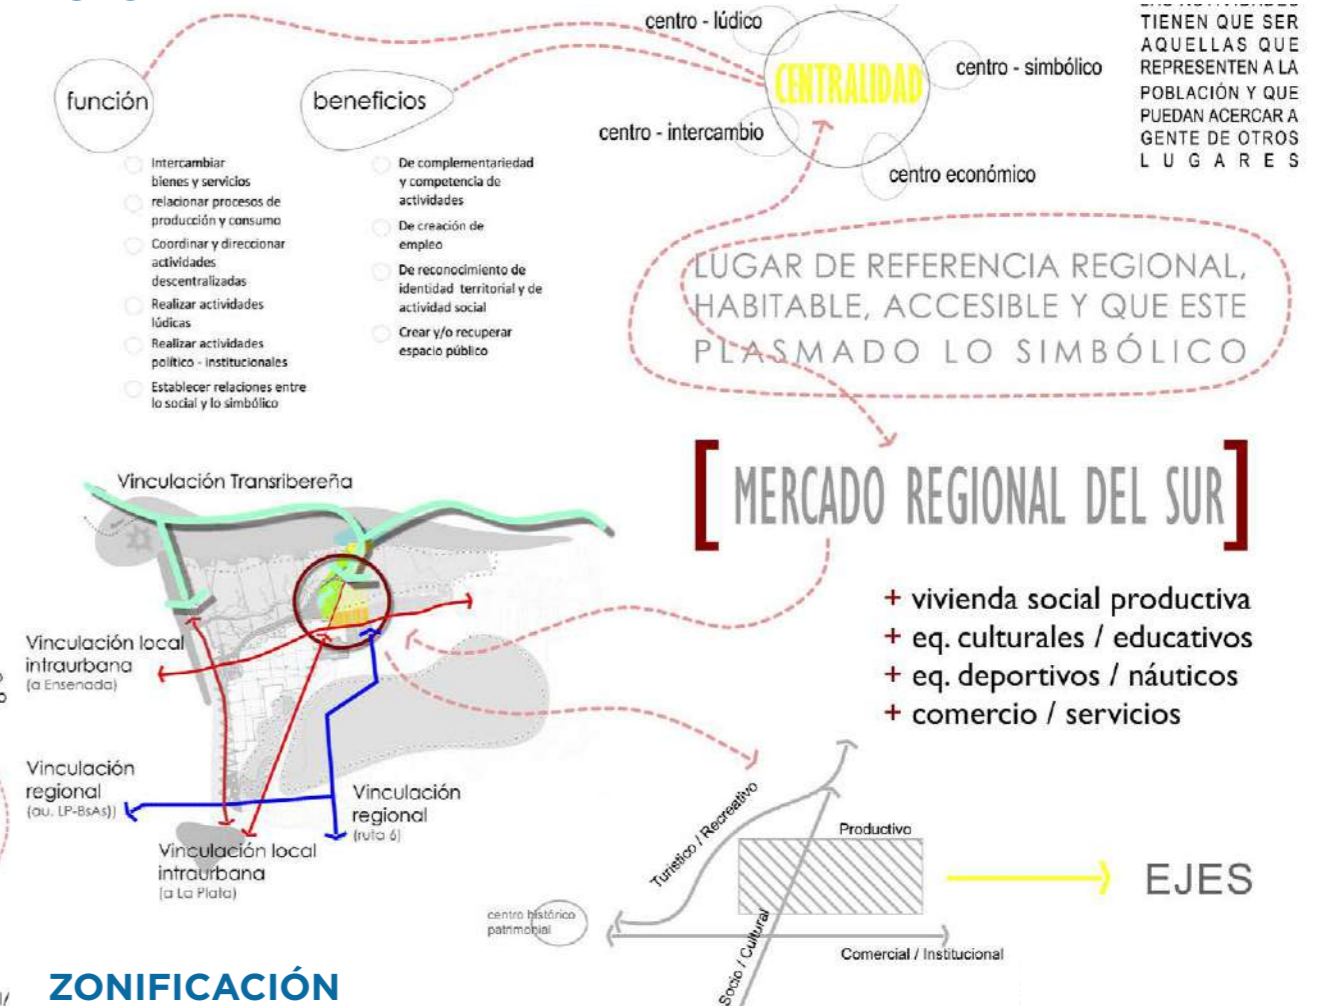 centro - lúdico
CENTRALIDAD
centro - simbólico
centro - intercambio
centro económico
TIENEN QUE SER
AQUELLAS QUE
REPRESENTEN A LA
POBLACIÓN Y QUE
PUEDAN ACERCAR A
GENTE DE OTROS
LUGARES
función
Intercambiar
bienes y servicios
relacionar procesos de
producción y consumo
Coordinar y direccionar
actividades
descentralizadas
Realizar actividades
lúdicas
Realizar actividades
político - institucionales
Establecer relaciones entre
lo social y lo simbólico
beneficios
De complementariedad
y competencia de
actividades
De creación de
empleo
De reconocimiento de
identidad territorial y de
actividad social
Crear y/o recuperar
espacio público
LUGAR DE REFERENCIA REGIONAL,
HABITABLE, ACCESIBLE Y QUE ESTE
PLASMADO LO SIMBÓLICO
[MERCADO REGIONAL DEL SUR]
+ vivienda social productiva
+ eq. culturales / educativos
+ eq. deportivos / náuticos
+ comercio / servicios
Vinculación Transribereña
Vinculación local
intraurbana
(a Ensenada)
Vinculación
regional
(au. LP-BsAs))
Vinculación
regional
(ruta 6)
Vinculación local
intraurbana
(a La Plata)
Turistico / Recreativo
Productivo
centro histórico
patrimonial
Socio / Cultural
Comercial / Institucional
EJES
ZONIFICACIÓN